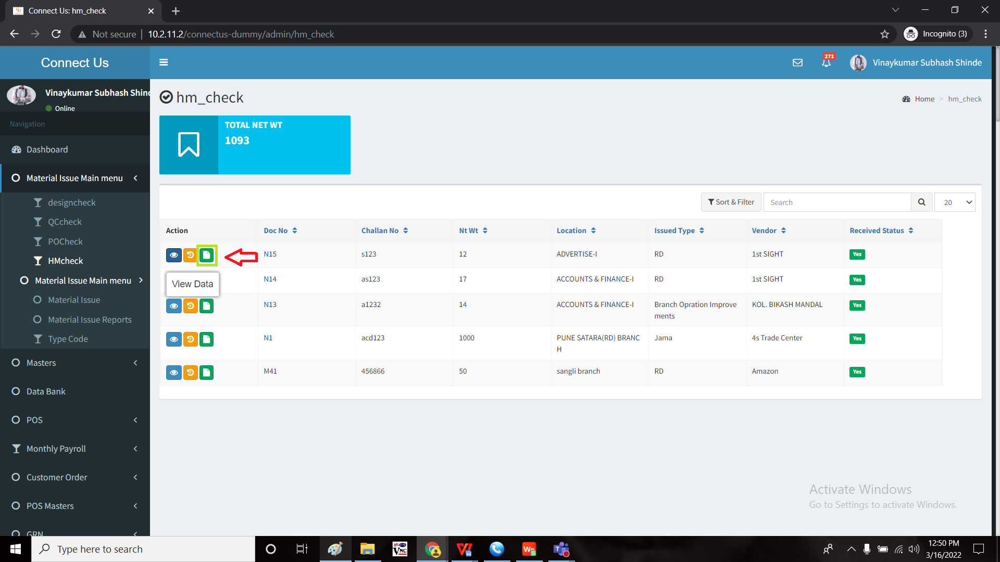 Connect Us: hm_check
Not secure | 10.2.11.2/connectus-dummy/admin/hm_check
Incognito (3)
Connect Us
271
Vinaykumar Subhash Shinde
Vinaykumar Subhash Shind
Online
Navigation
Dashboard
Material Issue Main menu
designcheck
QCcheck
POCheck
HMcheck
Material Issue Main menu
Material Issue
Material Issue Reports
Type Code
Masters
Data Bank
POS
Monthly Payroll
Customer Order
POS Masters
GRN
hm_check
Home > hm_check
TOTAL NET WT
1093
Sort & Filter
Search
20
Action Doc No Challan No Nt Wt Location Issued Type Vendor Received Status
N15 s123 12 ADVERTISE-I RD 1st SIGHT Yes
View Data
N14 as123 17 ACCOUNTS & FINANCE-I RD 1st SIGHT Yes
N13 a1232 14 ACCOUNTS & FINANCE-I Branch Opration Improve KOL. BIKASH MANDAL Yes
ments
N1 acd123 1000 PUNE SATARA(RD) BRANC Jama 4s Trade Center Yes
H
M41 456866 50 sangli branch RD Amazon Yes
Activate Windows
Go to Settings to activate Windows.
Type here to search
12:50 PM
3/16/2022